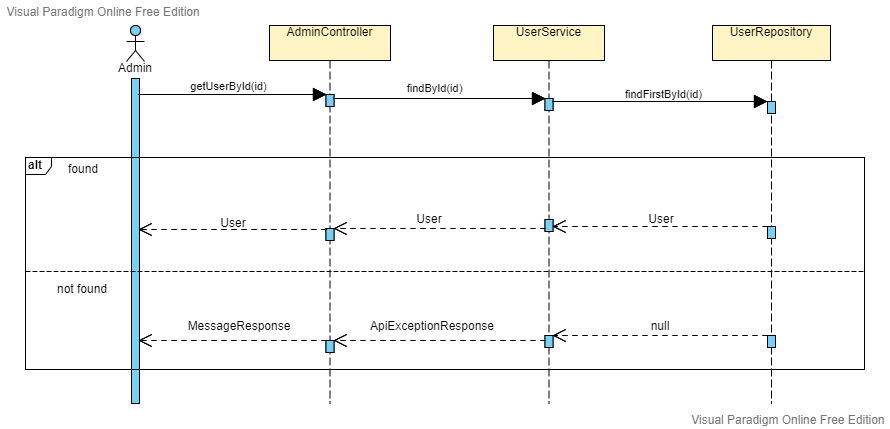 Visual Paradigm Online Free Edition
AdminController
UserService
UserRepository
Admin
getUserById(id)
findById(id)
findFirstById(id)
alt
found
User
User
User
not found
MessageResponse
ApiExceptionResponse
null
Visual Paradigm Online Free Edition